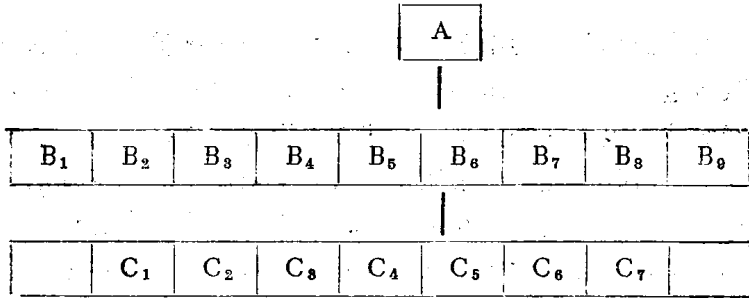 A
B₁ B₂ B₃ B₄ B₅ B₆ B₇ B₈ B₉
C₁ C₂ C₃ C₄ C₅ C₆ C₇